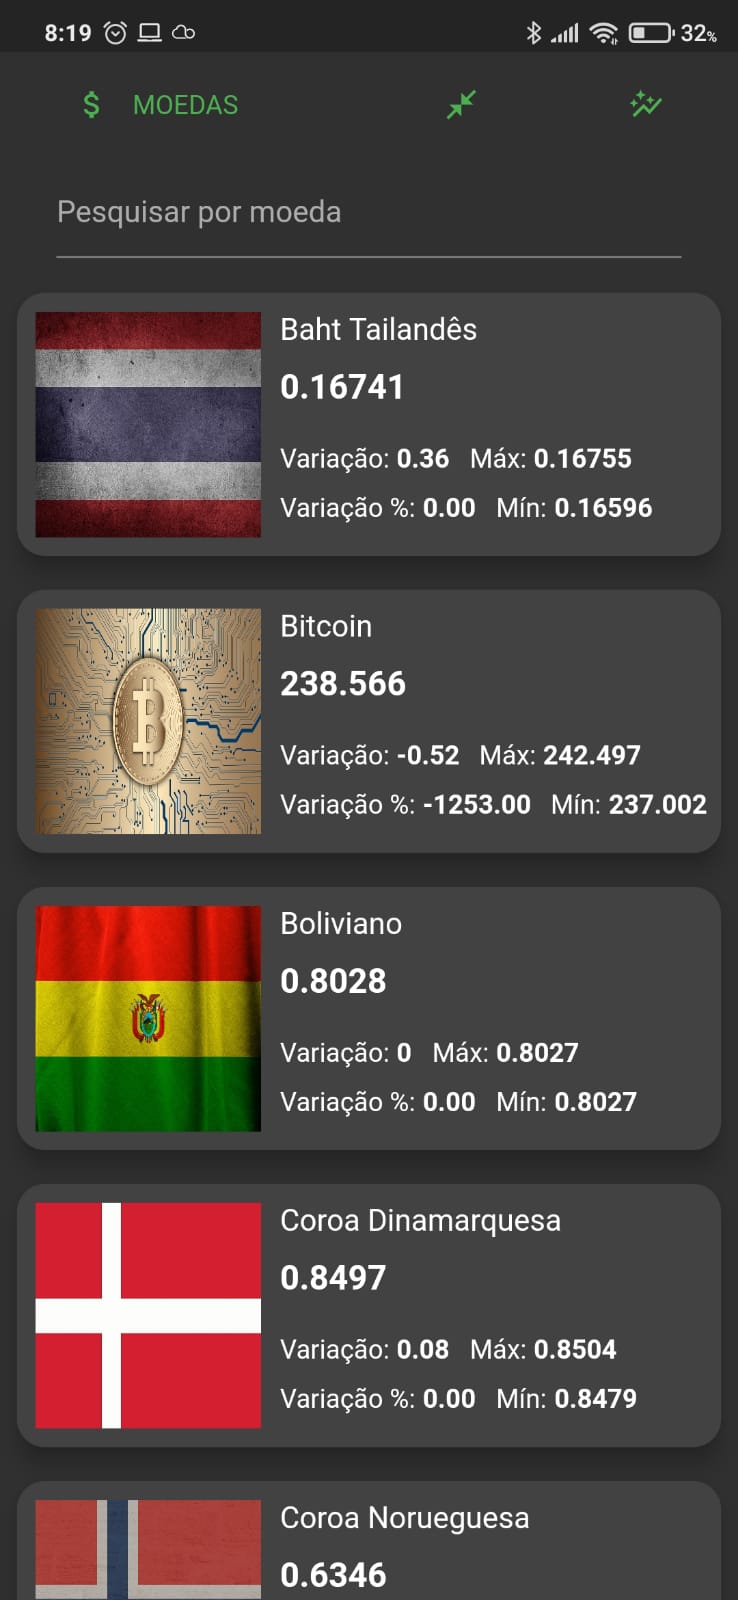 8:19 32%
$ MOEDAS
Pesquisar por moeda
Baht Tailandês
0.16741
Variação: 0.36 Máx: 0.16755
Variação %: 0.00 Mín: 0.16596
Bitcoin
238.566
Variação: -0.52 Máx: 242.497
Variação %: -1253.00 Mín: 237.002
Boliviano
0.8028
Variação: 0 Máx: 0.8027
Variação %: 0.00 Mín: 0.8027
Coroa Dinamarquesa
0.8497
Variação: 0.08 Máx: 0.8504
Variação %: 0.00 Mín: 0.8479
Coroa Norueguesa
0.6346